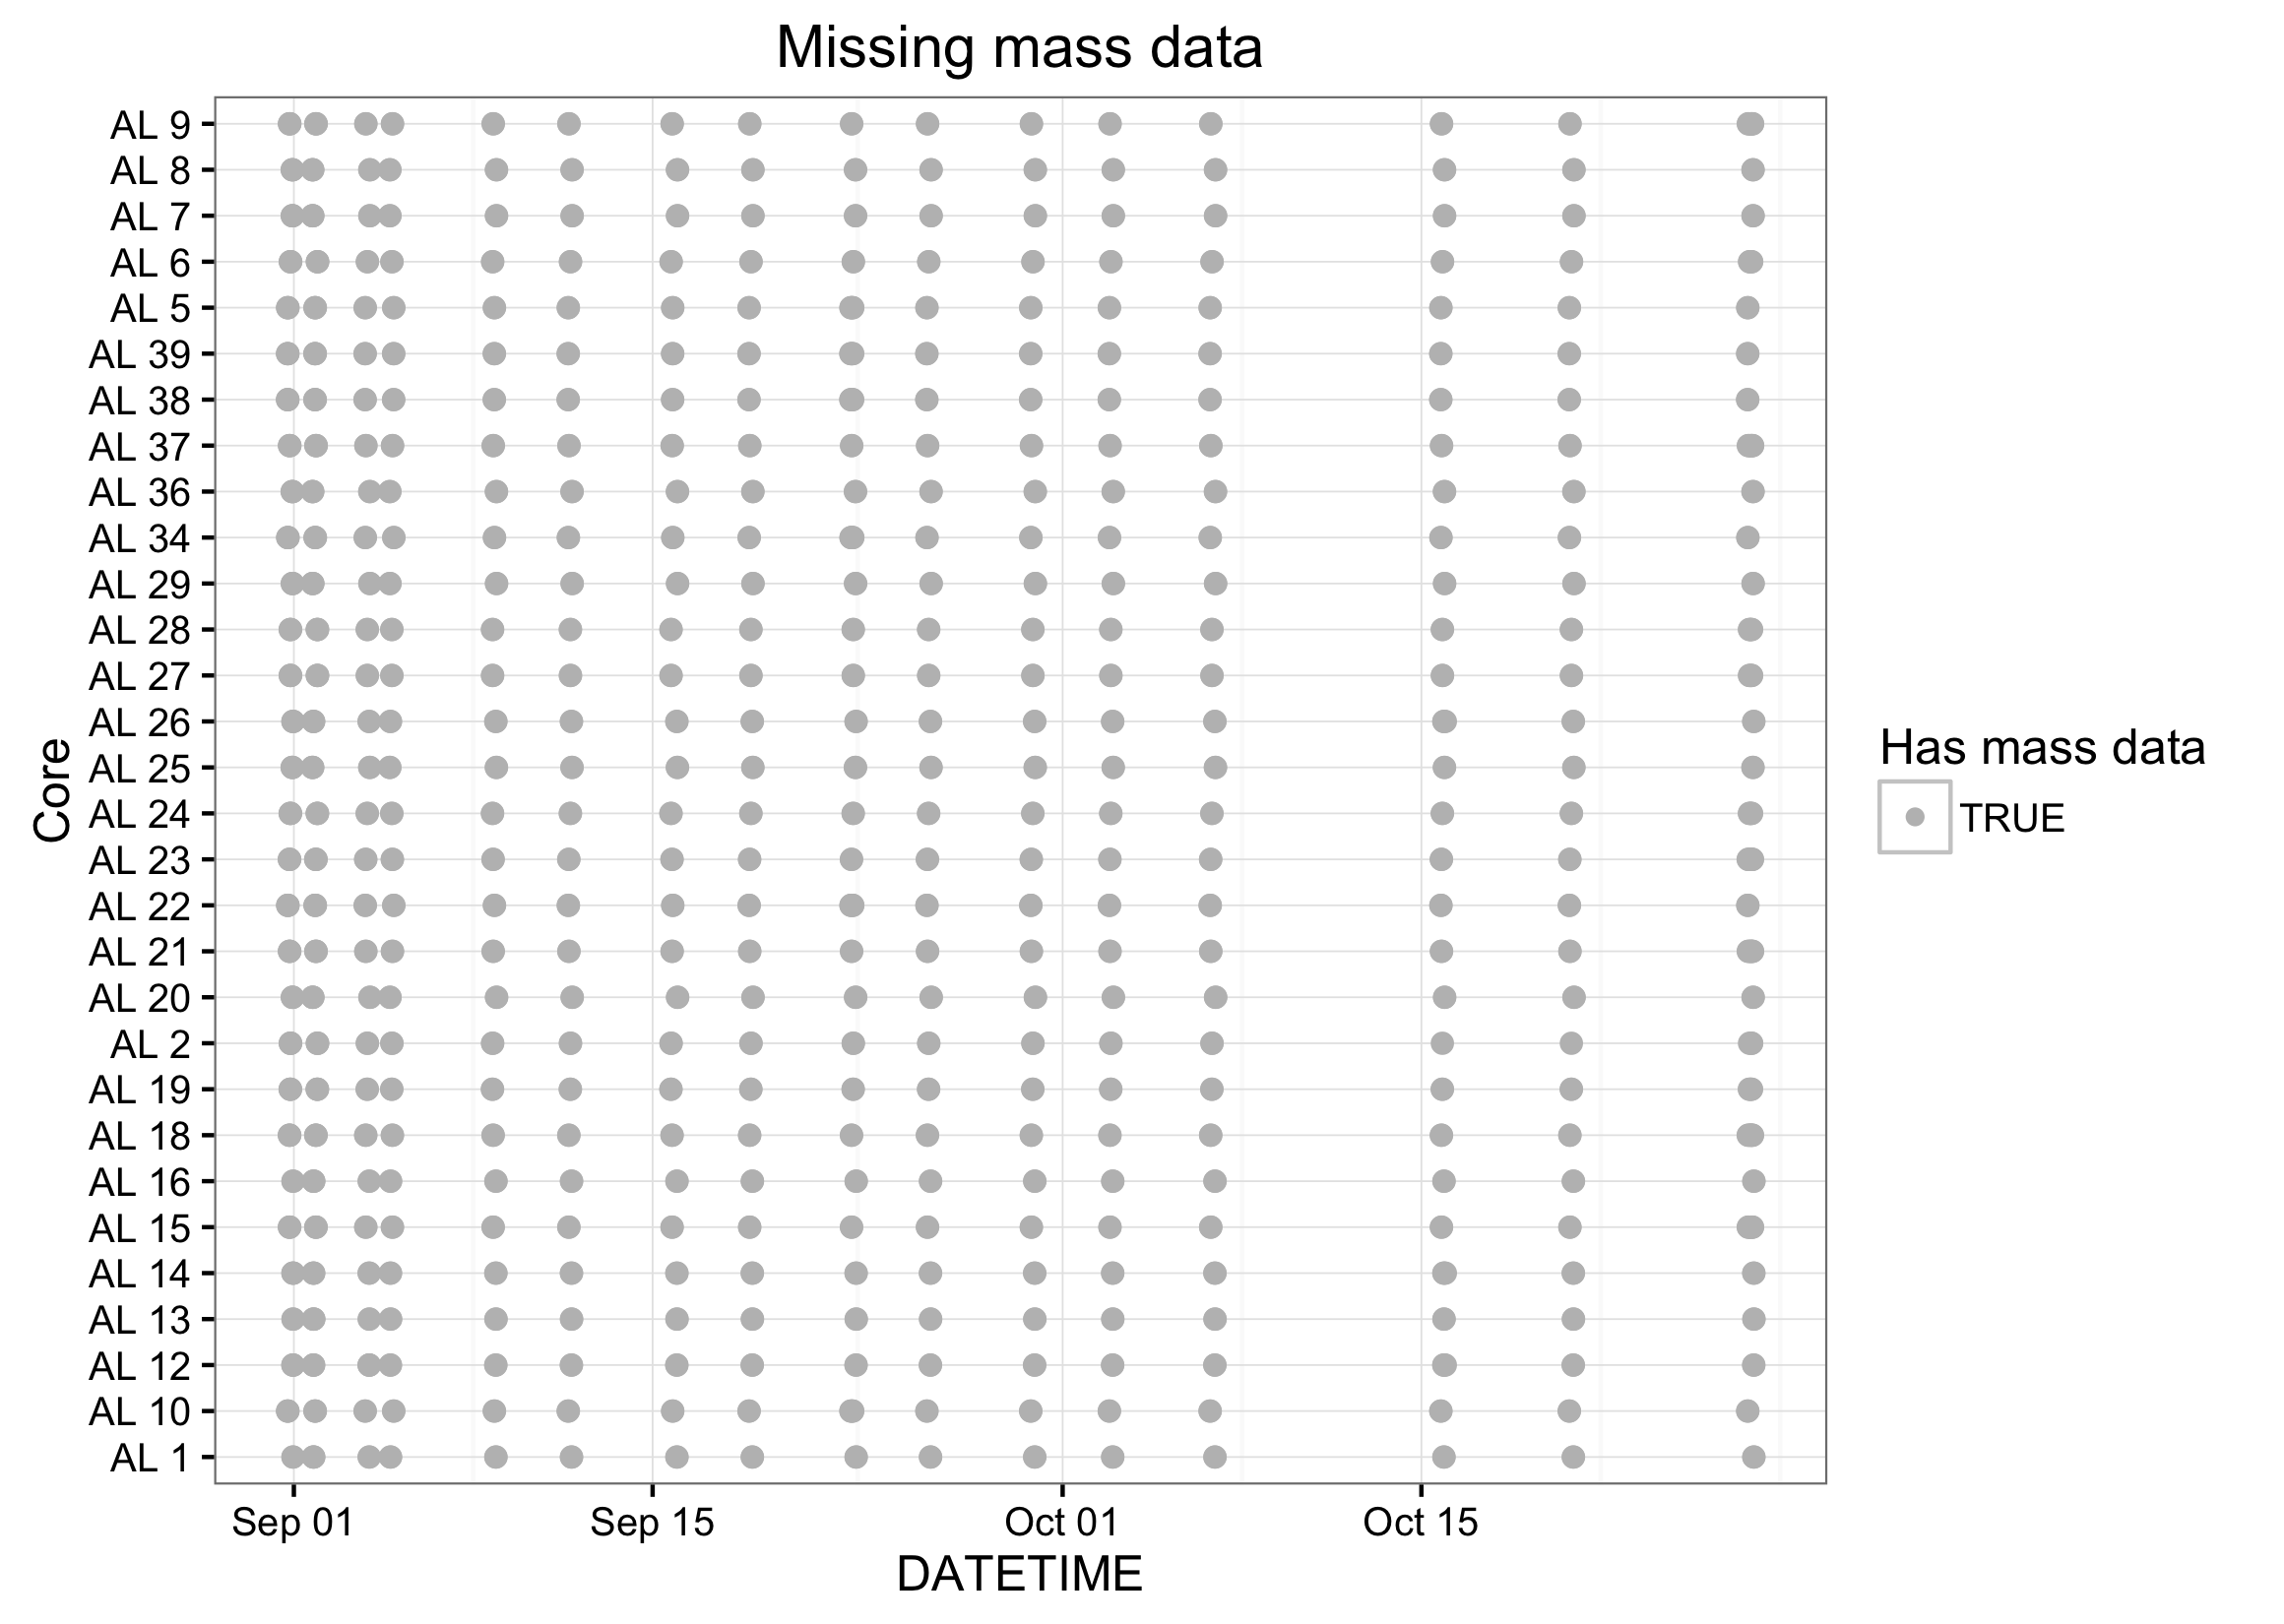 Missing mass data
AL 9
AL 8
AL 7
AL 6
AL 5
AL 39
AL 38
AL 37
AL 36
AL 34
AL 29
AL 28
AL 27
AL 26
AL 25
AL 24
AL 23
AL 22
AL 21
AL 20
AL 2
AL 19
AL 18
AL 16
AL 15
AL 14
AL 13
AL 12
AL 10
AL 1
Core
Sep 01
Sep 15
Oct 01
Oct 15
DATETIME
Has mass data
TRUE